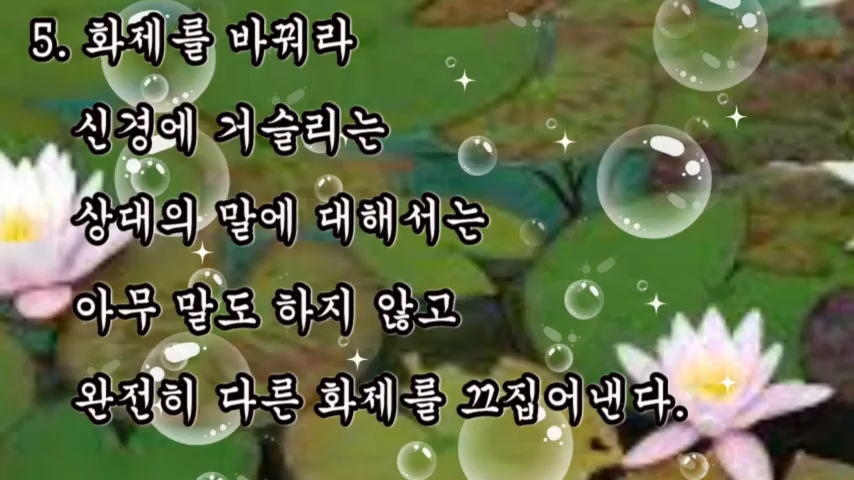 5. 화제를 바꿔라
신경에 거슬리는
상대의 말에 대해서는
아무 말도 하지 않고
완전히 다른 화제를 끄집어낸다.